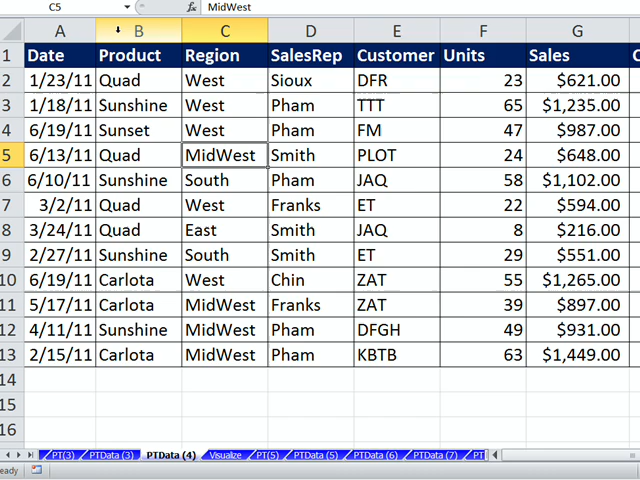 C5 fx MidWest
A B C D E F G
1 Date Product Region SalesRep Customer Units Sales
2 1/23/11 Quad West Sioux DFR 23 $621.00
3 1/18/11 Sunshine West Pham TTT 65 $1,235.00
4 6/19/11 Sunset West Pham FM 47 $987.00
5 6/13/11 Quad MidWest Smith PLOT 24 $648.00
6 6/10/11 Sunshine South Pham JAQ 58 $1,102.00
7 3/2/11 Quad West Franks ET 22 $594.00
8 3/24/11 Quad East Smith JAQ 8 $216.00
9 2/27/11 Sunshine South Smith ET 29 $551.00
10 6/19/11 Carlota West Chin ZAT 55 $1,265.00
11 5/17/11 Carlota MidWest Franks ZAT 39 $897.00
12 4/11/11 Sunshine MidWest Pham DFGH 49 $931.00
13 2/15/11 Carlota MidWest Pham KBTB 63 $1,449.00
14
15
16
PT(3) PTData (3) PTData (4) Visualize PT(5) PTData (5) PTData (6) PTData (7) PT
eady